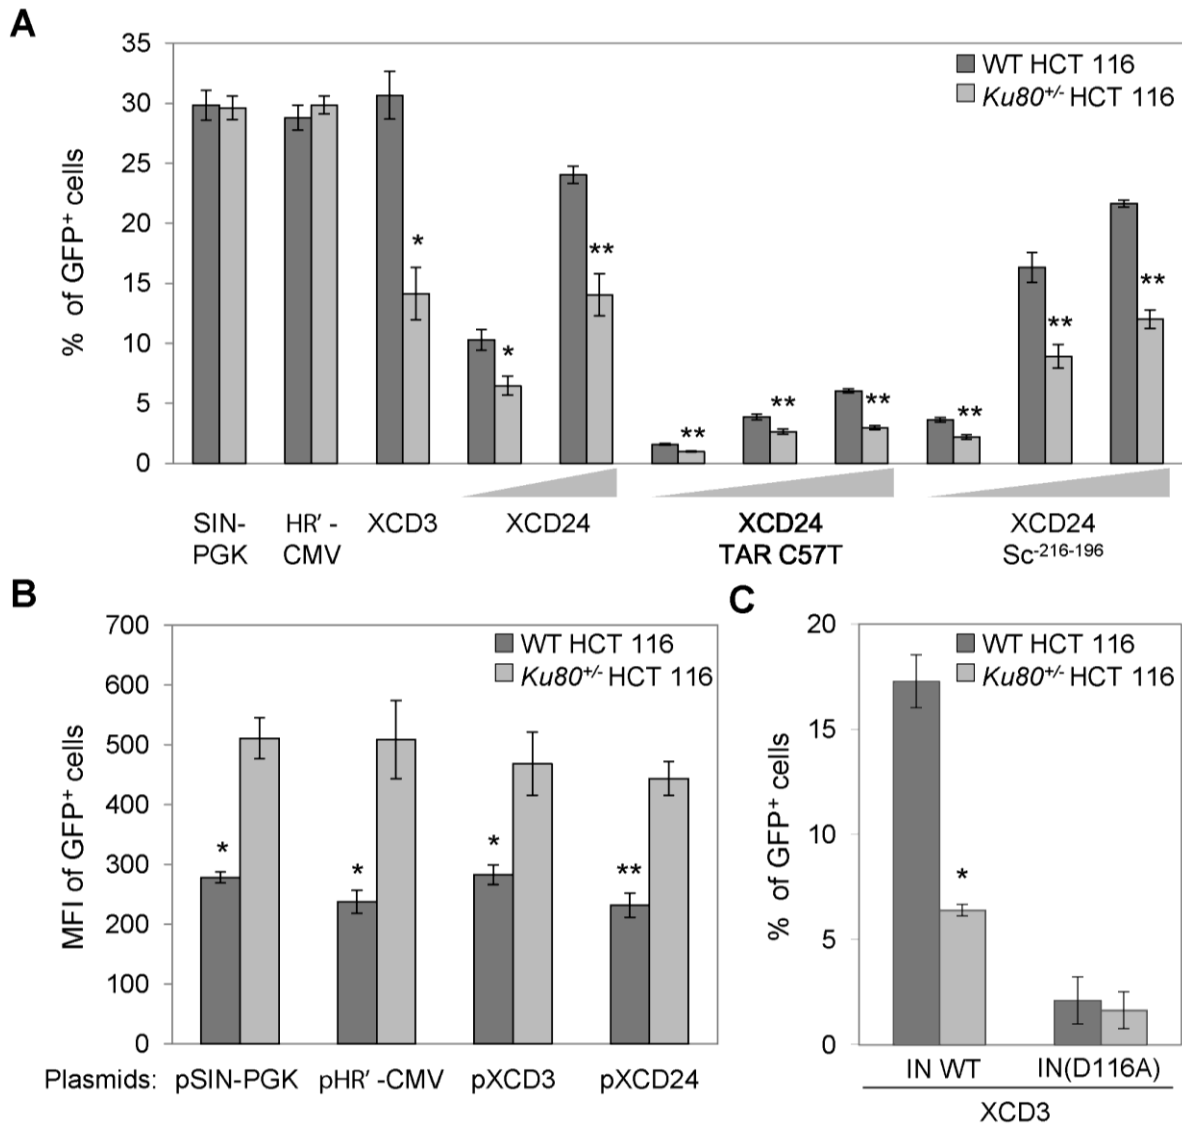 A
35
30
25
20
15
10
5
0
% of GFP⁺ cells
WT HCT 116
Ku80⁺/⁻ HCT 116
*
*
**
**
**
**
**
**
**
SIN-
PGK
HR′ -
CMV
XCD3
XCD24
XCD24
TAR C57T
XCD24
Sc⁻²¹⁶⁻¹⁹⁶
B
700
600
500
400
300
200
100
0
MFI of GFP⁺ cells
WT HCT 116
Ku80⁺/⁻ HCT 116
*
*
*
**
Plasmids: pSIN-PGK pHR′ -CMV pXCD3 pXCD24
C
20
15
10
5
0
% of GFP⁺ cells
WT HCT 116
Ku80⁺/⁻ HCT 116
*
IN WT IN(D116A)
XCD3